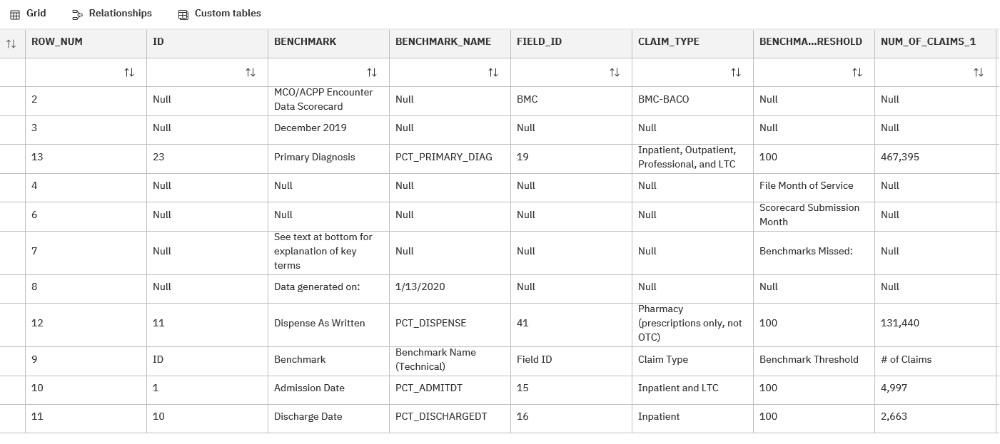 Grid Relationships Custom tables
ROW_NUM ID BENCHMARK BENCHMARK_NAME FIELD_ID CLAIM_TYPE BENCHMA...RESHOLD NUM_OF_CLAIMS_1
2 Null MCO/ACPP Encounter Data Scorecard Null BMC BMC-BACO Null Null
3 Null December 2019 Null Null Null Null Null
13 23 Primary Diagnosis PCT_PRIMARY_DIAG 19 Inpatient, Outpatient, Professional, and LTC 100 467,395
4 Null Null Null Null Null File Month of Service Null
6 Null Null Null Null Null Scorecard Submission Month Null
7 Null See text at bottom for explanation of key terms Null Null Null Benchmarks Missed: Null
8 Null Data generated on: 1/13/2020 Null Null Null Null
12 11 Dispense As Written PCT_DISPENSE 41 Pharmacy (prescriptions only, not OTC) 100 131,440
9 ID Benchmark Benchmark Name (Technical) Field ID Claim Type Benchmark Threshold # of Claims
10 1 Admission Date PCT_ADMITDT 15 Inpatient and LTC 100 4,997
11 10 Discharge Date PCT_DISCHARGEDT 16 Inpatient 100 2,663